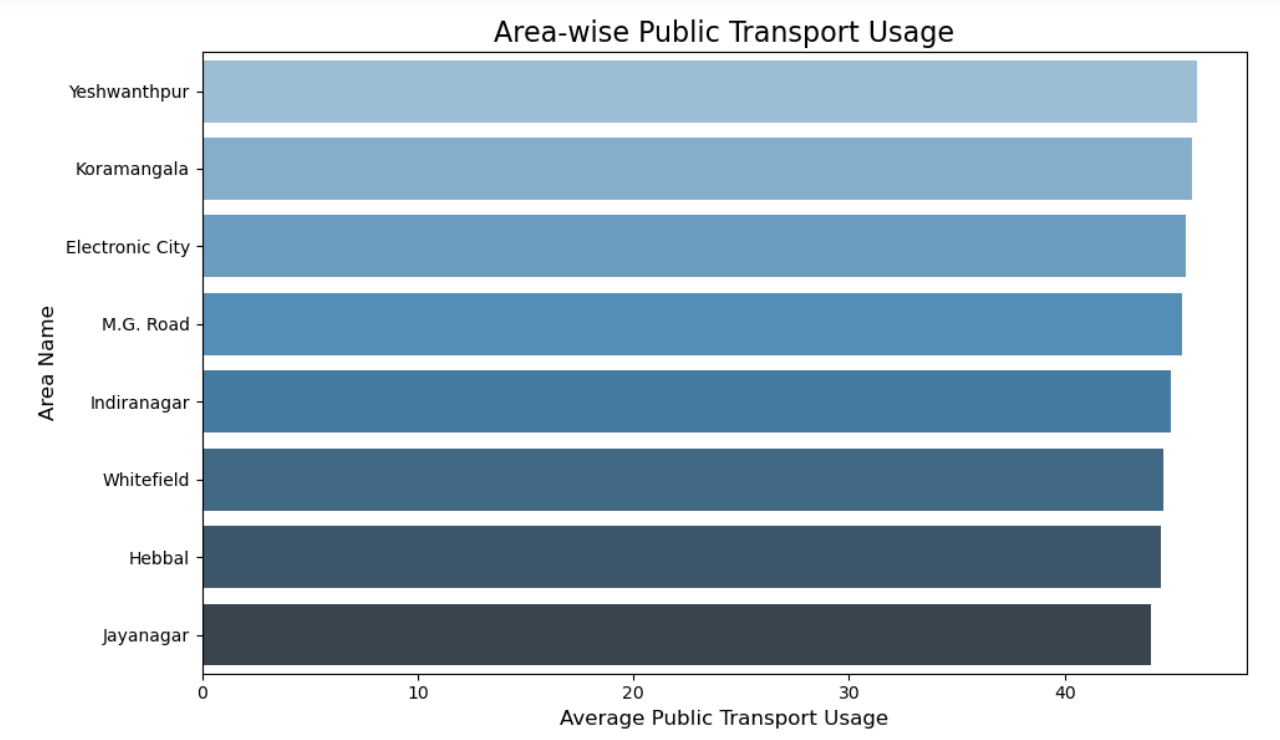 Area-wise Public Transport Usage
Yeshwanthpur
Koramangala
Electronic City
M.G. Road
Indiranagar
Whitefield
Hebbal
Jayanagar
Area Name
0 10 20 30 40
Average Public Transport Usage